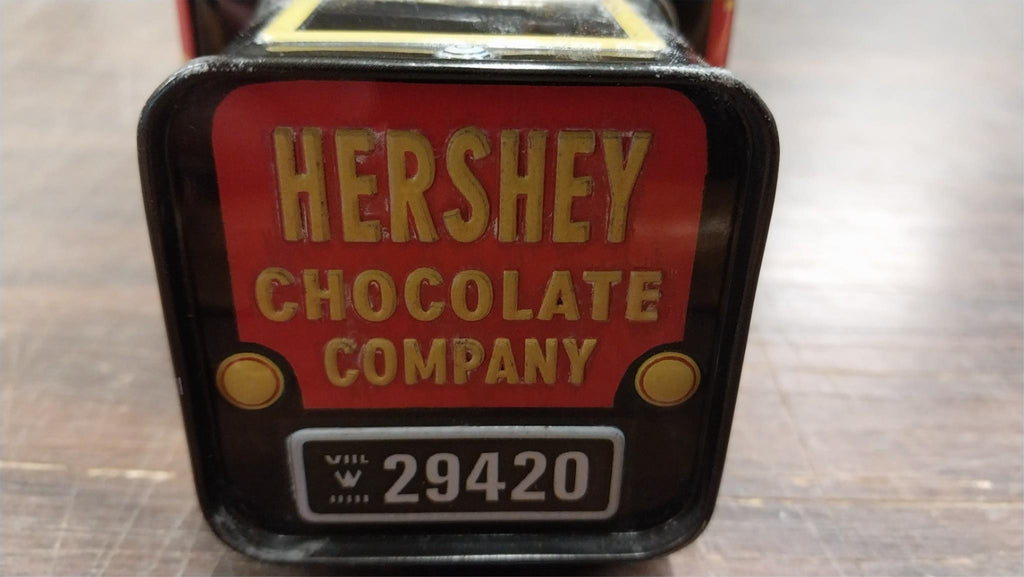 HERSHEY
CHOCOLATE
COMPANY
W 29420